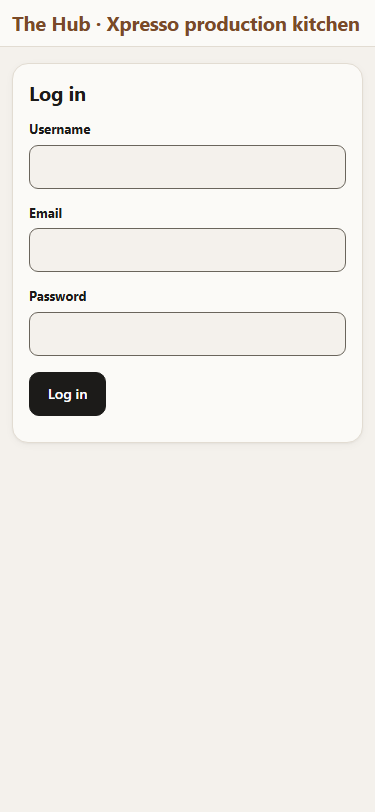 The Hub · Xpresso production kitchen
Log in
Username
Email
Password
Log in